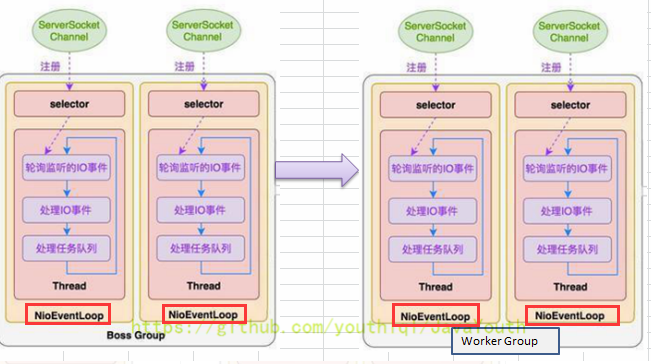 ServerSocket
Channel
ServerSocket
Channel
ServerSocket
Channel
ServerSocket
Channel
注册
注册
注册
注册
selector
selector
selector
selector
轮询监听的IO事件
轮询监听的IO事件
轮询监听的IO事件
轮询监听的IO事件
处理IO事件
处理IO事件
处理IO事件
处理IO事件
处理任务队列
处理任务队列
处理任务队列
处理任务队列
Thread
Thread
Thread
Thread
NioEventLoop
NioEventLoop
NioEventLoop
NioEventLoop
https://github.com/youthlql/JavaYouth
Boss Group
Worker Group